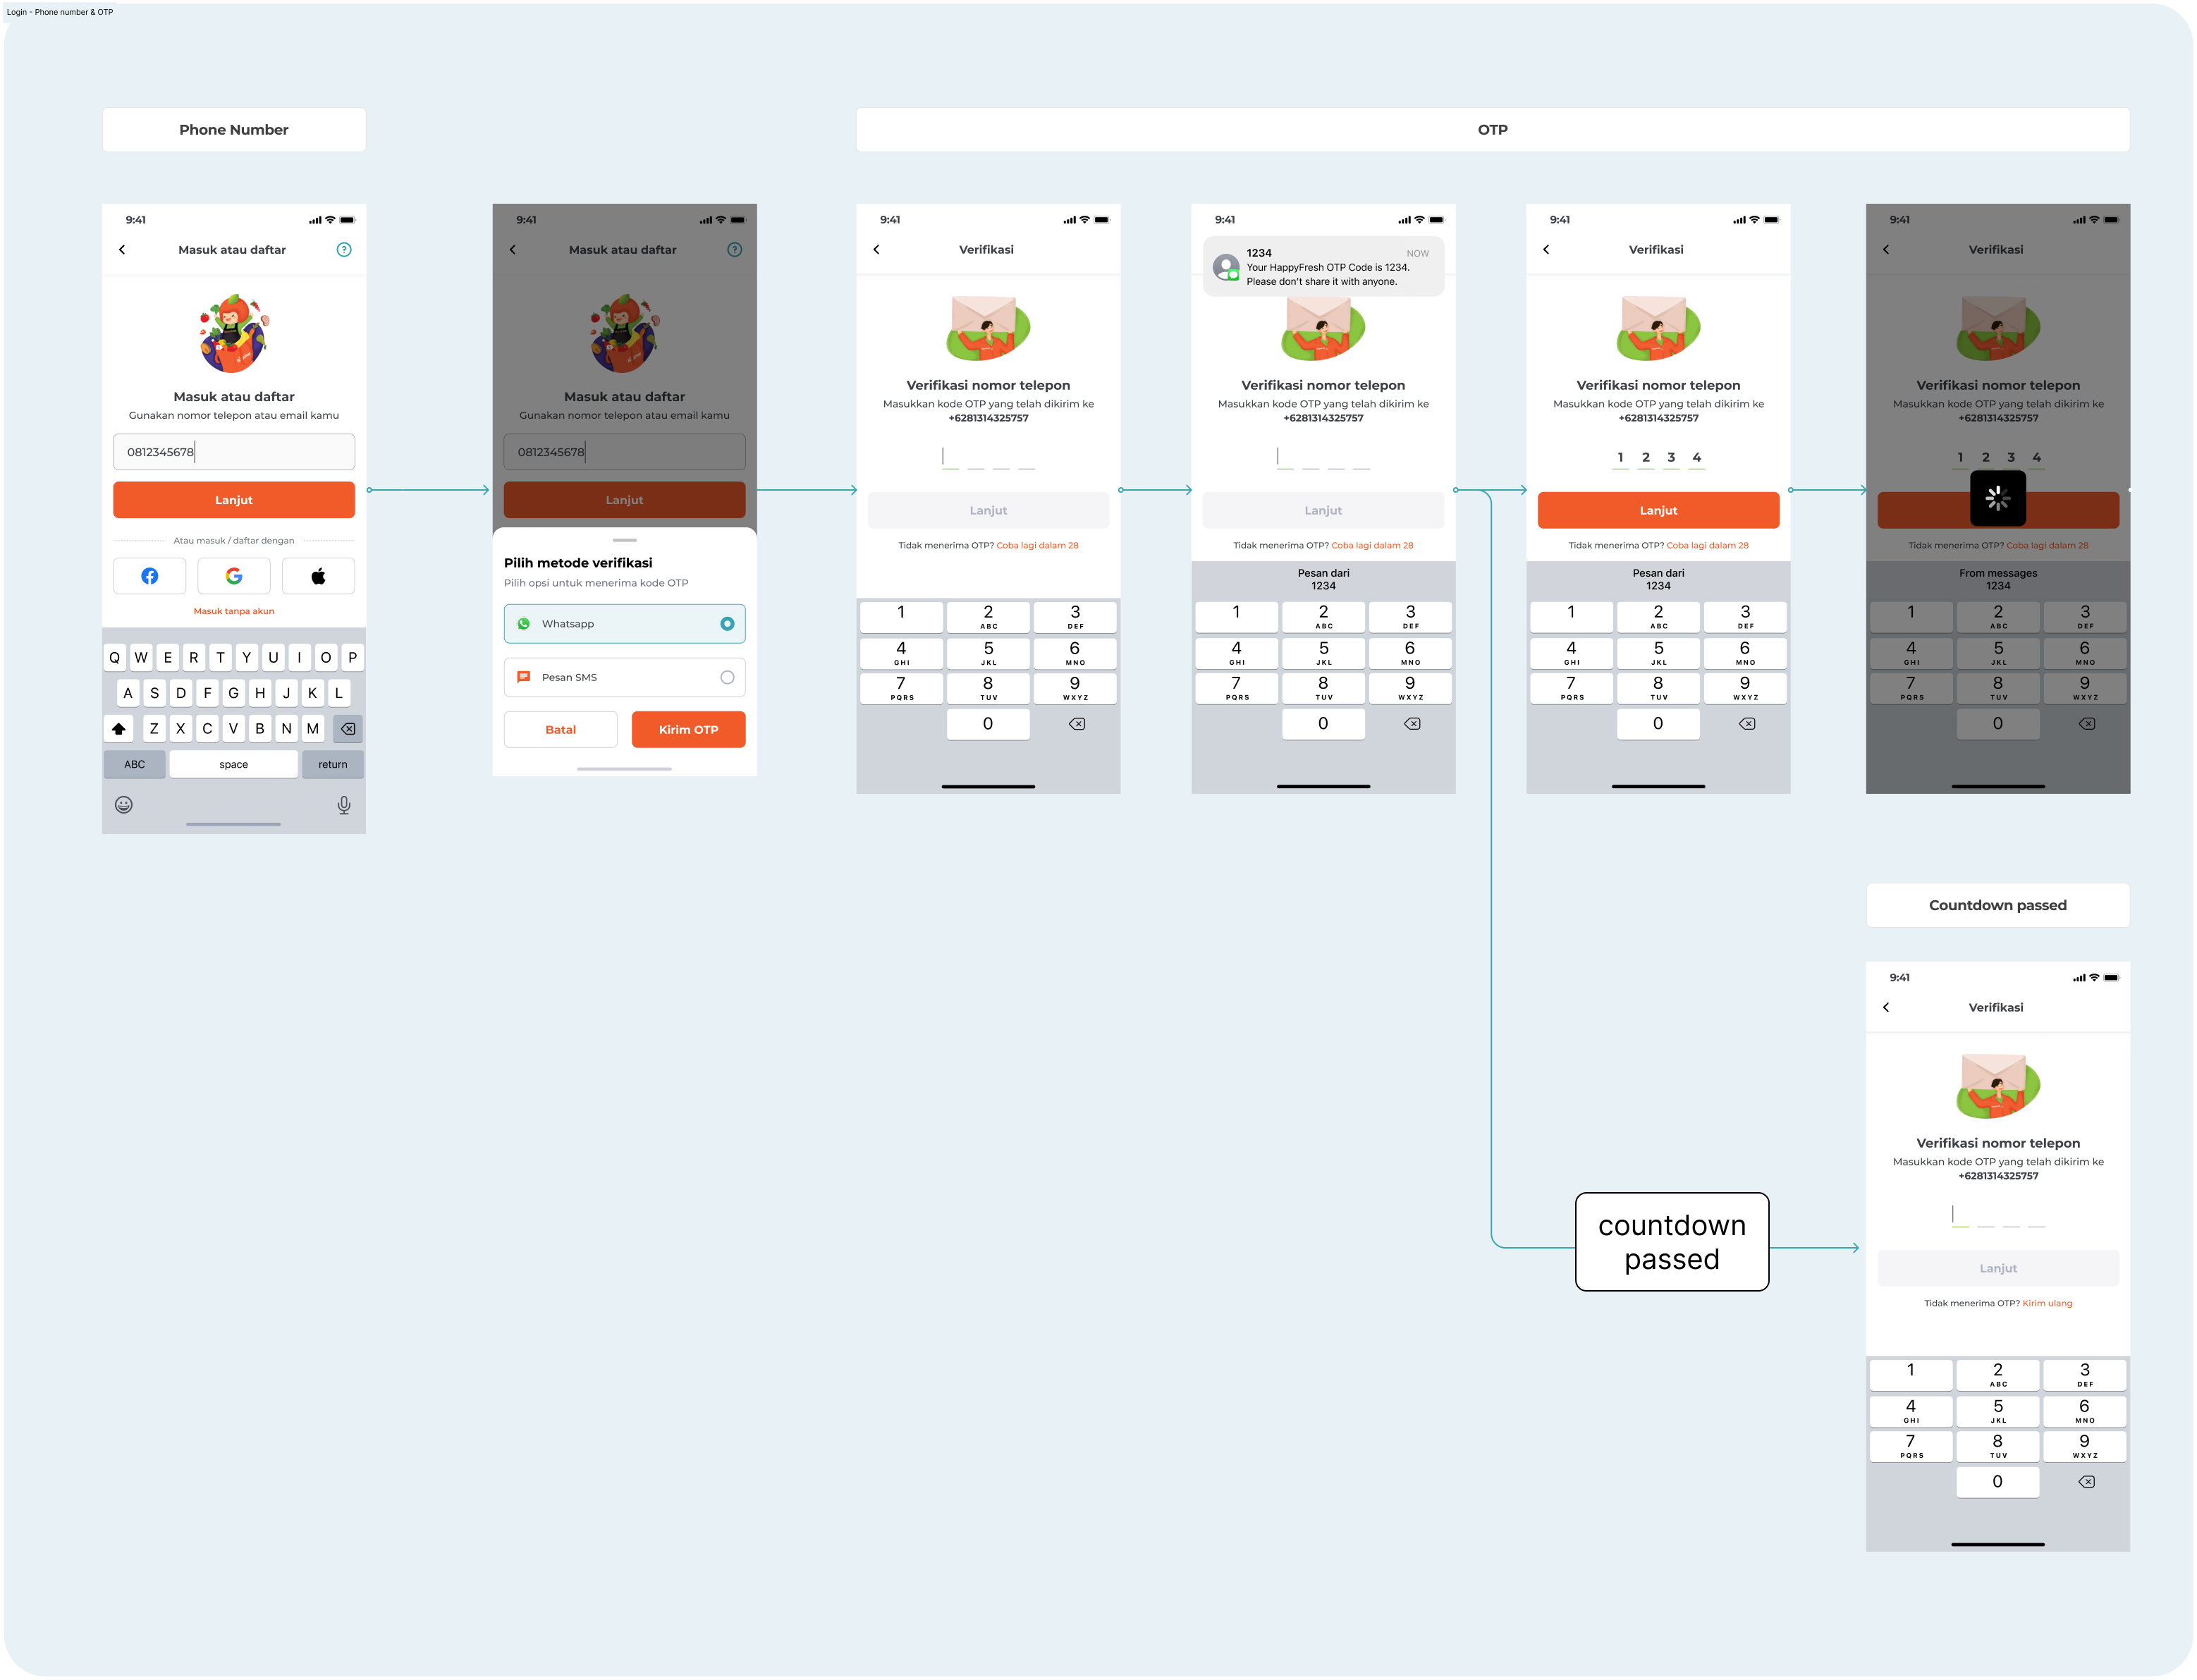 Login - Phone number & OTP
Phone Number
OTP
9:41
Masuk atau daftar
?
Masuk atau daftar
Gunakan nomor telepon atau email kamu
0812345678
Lanjut
Atau masuk / daftar dengan
Masuk tanpa akun
Q W E R T Y U I O P
A S D F G H J K L
Z X C V B N M
ABC space return
9:41
Masuk atau daftar
?
Masuk atau daftar
Gunakan nomor telepon atau email kamu
0812345678
Lanjut
Pilih metode verifikasi
Pilih opsi untuk menerima kode OTP
Whatsapp
Pesan SMS
Batal Kirim OTP
9:41
Verifikasi
Verifikasi nomor telepon
Masukkan kode OTP yang telah dikirim ke
+6281314325757
Lanjut
Tidak menerima OTP? Coba lagi dalam 28
1 2 3
ABC DEF
4 5 6
GHI JKL MNO
7 8 9
PQRS TUV WXYZ
0
9:41
1234 NOW
Your HappyFresh OTP Code is 1234.
Please don't share it with anyone.
Verifikasi nomor telepon
Masukkan kode OTP yang telah dikirim ke
+6281314325757
Lanjut
Tidak menerima OTP? Coba lagi dalam 28
Pesan dari
1234
1 2 3
ABC DEF
4 5 6
GHI JKL MNO
7 8 9
PQRS TUV WXYZ
0
9:41
Verifikasi
Verifikasi nomor telepon
Masukkan kode OTP yang telah dikirim ke
+6281314325757
1 2 3 4
Lanjut
Tidak menerima OTP? Coba lagi dalam 28
Pesan dari
1234
1 2 3
ABC DEF
4 5 6
GHI JKL MNO
7 8 9
PQRS TUV WXYZ
0
9:41
Verifikasi
Verifikasi nomor telepon
Masukkan kode OTP yang telah dikirim ke
+6281314325757
1 2 3 4
Tidak menerima OTP? Coba lagi dalam 28
From messages
1234
1 2 3
ABC DEF
4 5 6
GHI JKL MNO
7 8 9
PQRS TUV WXYZ
0
countdown
passed
Countdown passed
9:41
Verifikasi
Verifikasi nomor telepon
Masukkan kode OTP yang telah dikirim ke
+6281314325757
Lanjut
Tidak menerima OTP? Kirim ulang
1 2 3
ABC DEF
4 5 6
GHI JKL MNO
7 8 9
PQRS TUV WXYZ
0